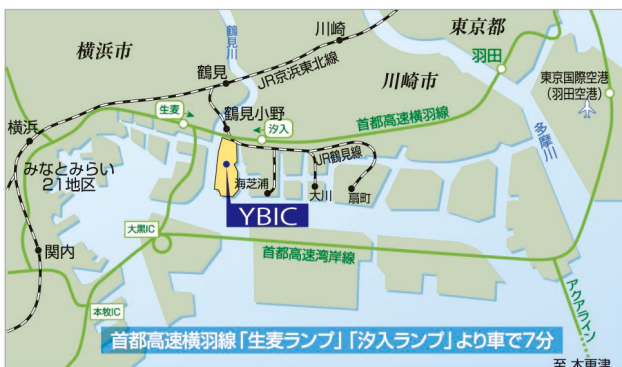 横浜市
鶴見川
川崎
東京都
鶴見
JR京浜東北線
羽田
川崎市
東京国際空港
（羽田空港）
生麦
鶴見小野
汐入
首都高速横羽線
横浜
多摩川
みなとみらい
21地区
JR鶴見線
海芝浦
大川
扇町
YBIC
大黒IC
関内
首都高速湾岸線
アクアライン
本牧IC
首都高速横羽線「生麦ランプ」「汐入ランプ」より車で7分
至 木更津